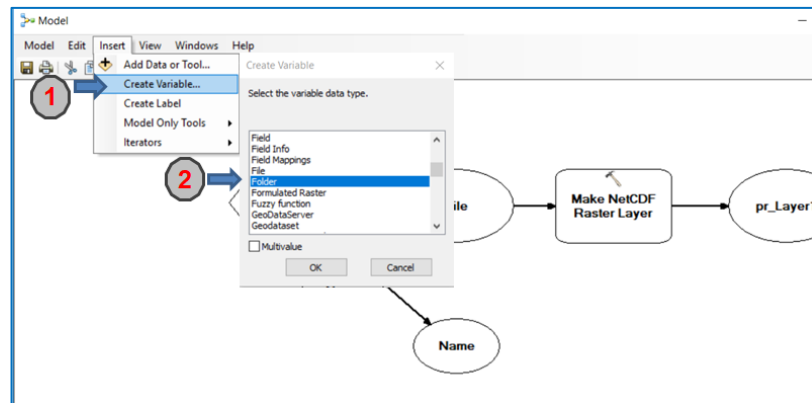 Model
Model Edit Insert View Windows Help
Add Data or Tool...
Create Variable...
Create Label
Model Only Tools
Iterators
1
2
Create Variable
Select the variable data type.
Field
Field Info
Field Mappings
File
Folder
Formulated Raster
Fuzzy function
GeoDataServer
Geodataset
Multivalue
OK Cancel
ile
Make NetCDF
Raster Layer
pr_Layer
Name